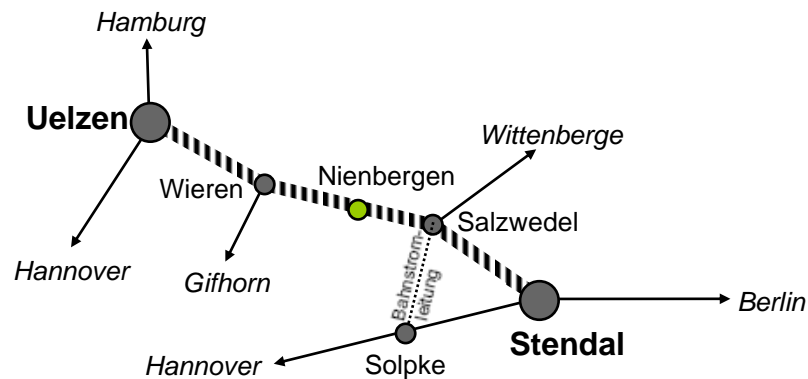 Hamburg
Uelzen
Wittenberge
Nienbergen
Wieren
Salzwedel
Hannover
Gifhorn
Bahnstrom-
leitung
Berlin
Stendal
Hannover
Solpke